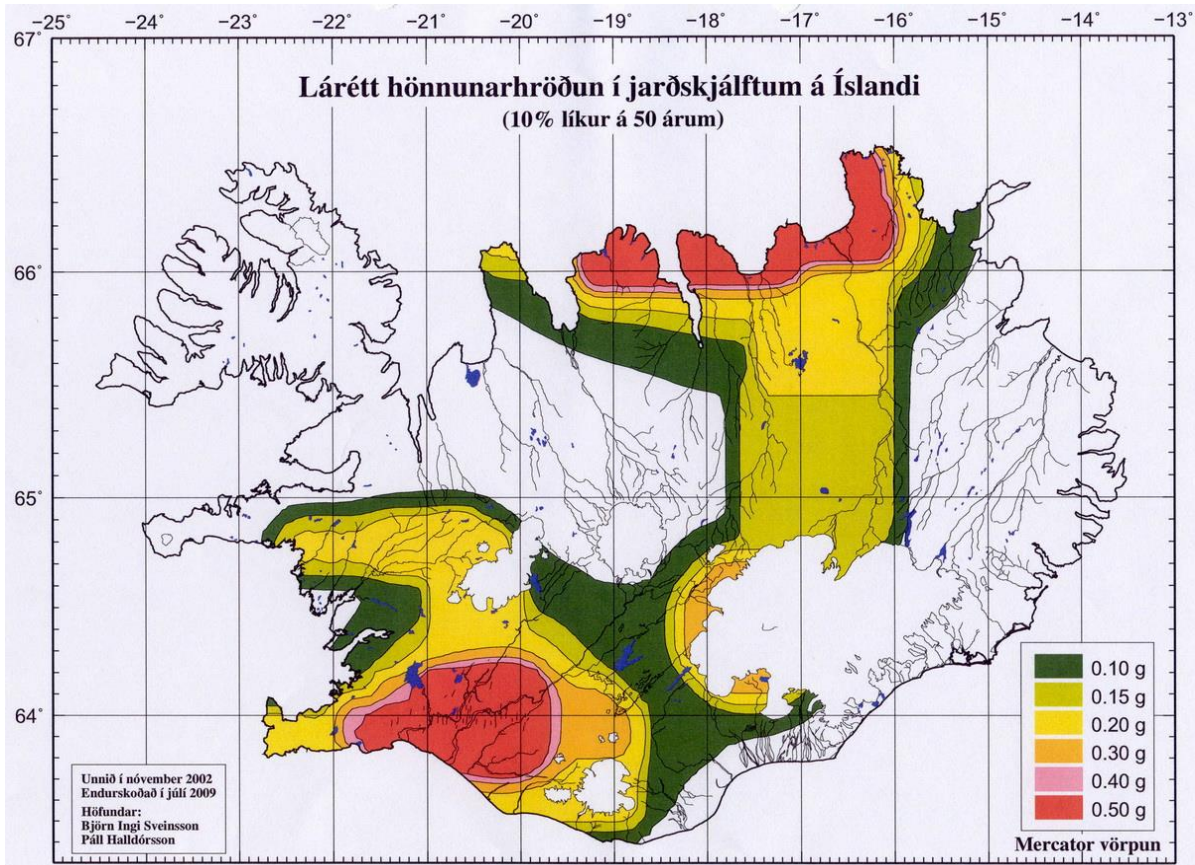 −25° −24° −23° −22° −21° −20° −19° −18° −17° −16° −15° −14° −13°
67°
Lárétt hönnunarhröðun í jarðskjálftum á Íslandi
(10% líkur á 50 árum)
66°
65°
64°
0.10 g
0.15 g
0.20 g
0.30 g
0.40 g
0.50 g
Unnið í nóvember 2002
Endurskoðað í júlí 2009
Höfundar:
Björn Ingi Sveinsson
Páll Halldórsson
Mercator vörpun